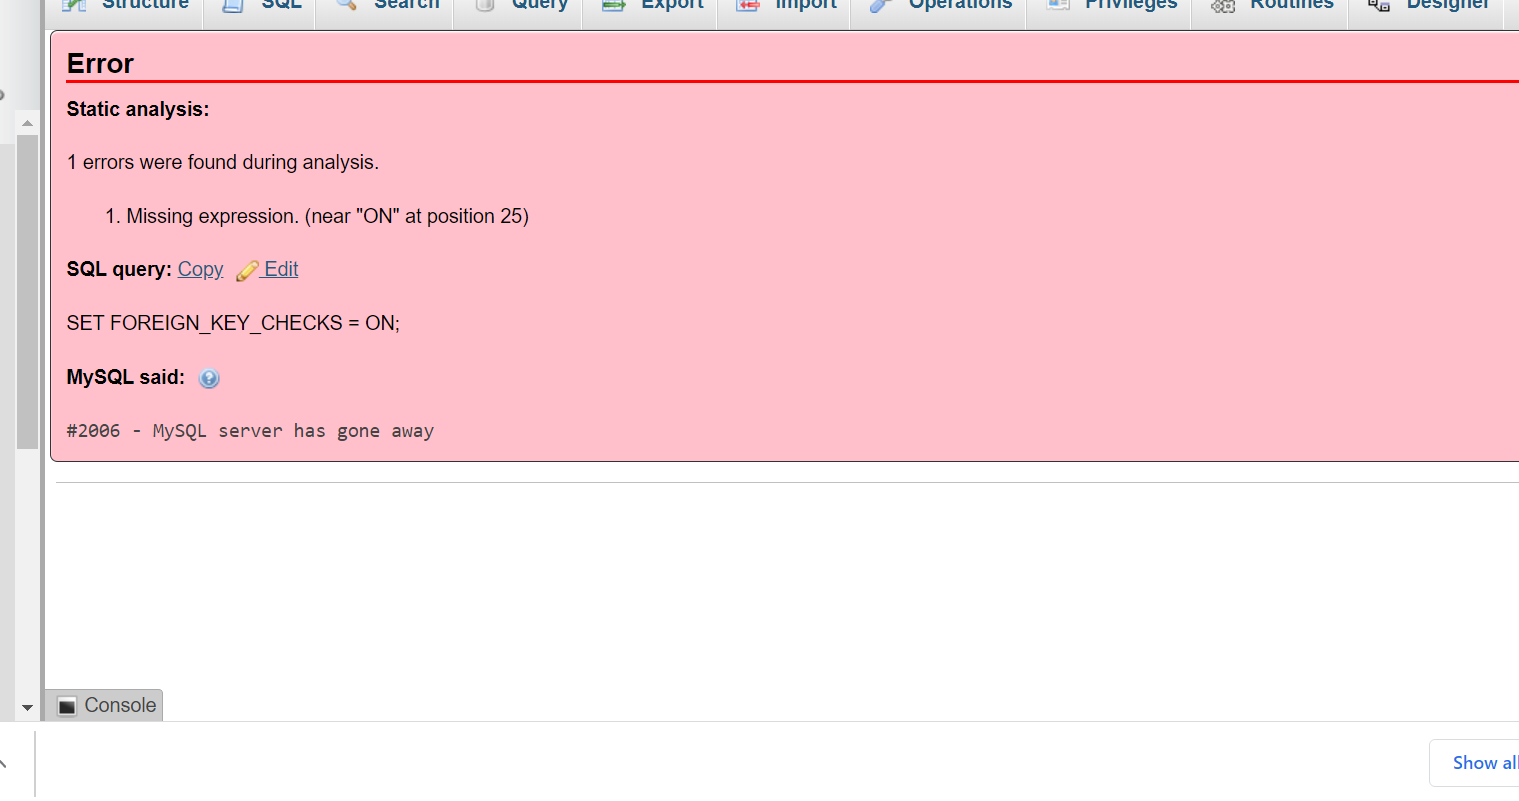 Structure SQL Search Query Export Import Operations Privileges Routines Designer
Error
Static analysis:
1 errors were found during analysis.
1. Missing expression. (near "ON" at position 25)
SQL query: Copy Edit
SET FOREIGN_KEY_CHECKS = ON;
MySQL said:
#2006 - MySQL server has gone away
Console
Show all